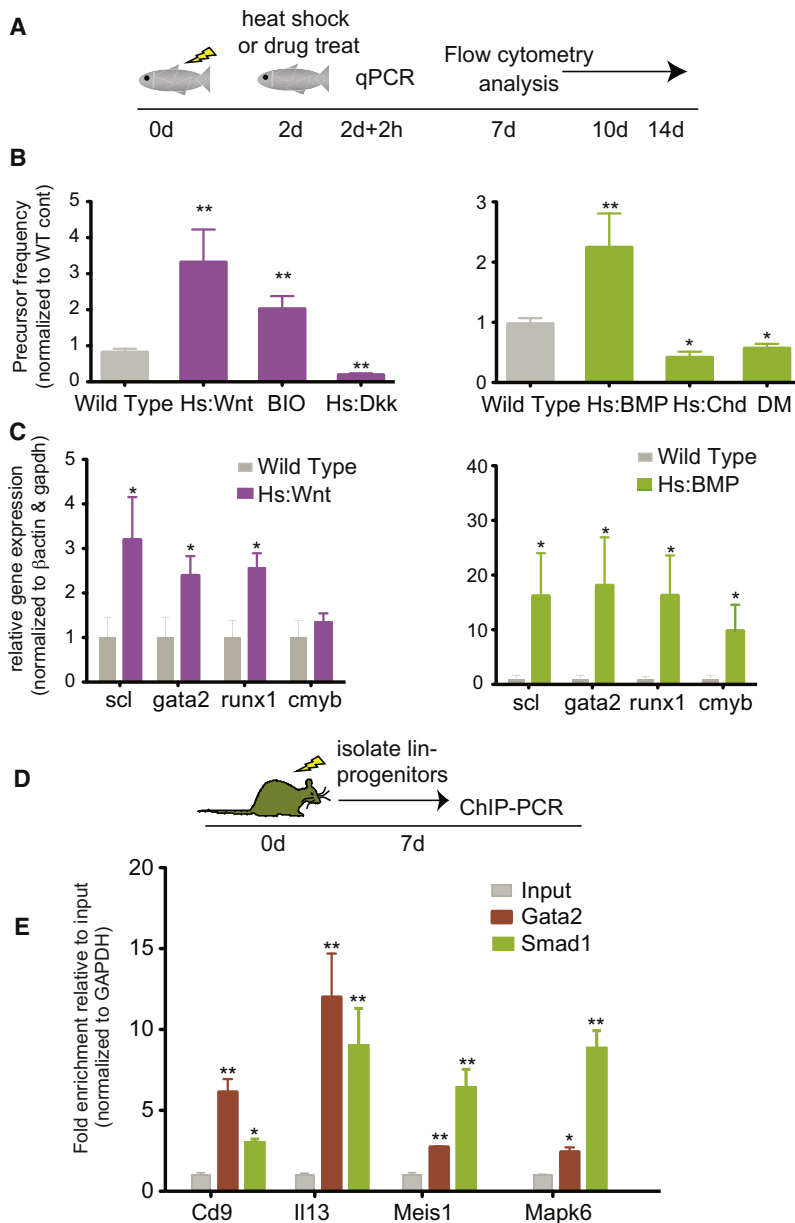 A
heat shock
or drug treat
qPCR
Flow cytometry
analysis
0d 2d 2d+2h 7d 10d 14d
B
Precursor frequency
(normalized to WT cont)
5
4
3
2
1
0
** ** **
Wild Type Hs:Wnt BIO Hs:Dkk
3
2
1
0
** * *
Wild Type Hs:BMP Hs:Chd DM
C
relative gene expression
(normalized to βactin & gapdh)
5
4
3
2
1
0
Wild Type
Hs:Wnt
* * *
scl gata2 runx1 cmyb
40
30
20
10
0
Wild Type
Hs:BMP
* * * *
scl gata2 runx1 cmyb
D
isolate lin-
progenitors
ChIP-PCR
0d 7d
E
Fold enrichment relative to input
(normalized to GAPDH)
20
15
10
5
0
Input
Gata2
Smad1
** * ** ** ** ** * **
Cd9 Il13 Meis1 Mapk6